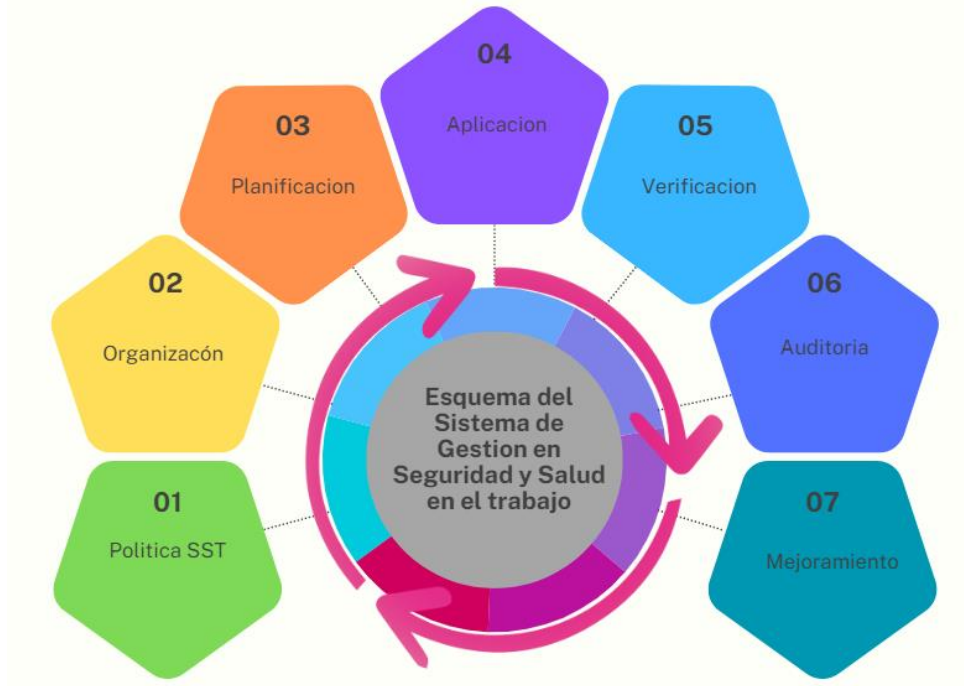 01
Politica SST
02
Organizacón
03
Planificacion
04
Aplicacion
05
Verificacion
06
Auditoria
07
Mejoramiento
Esquema del
Sistema de
Gestion en
Seguridad y Salud
en el trabajo